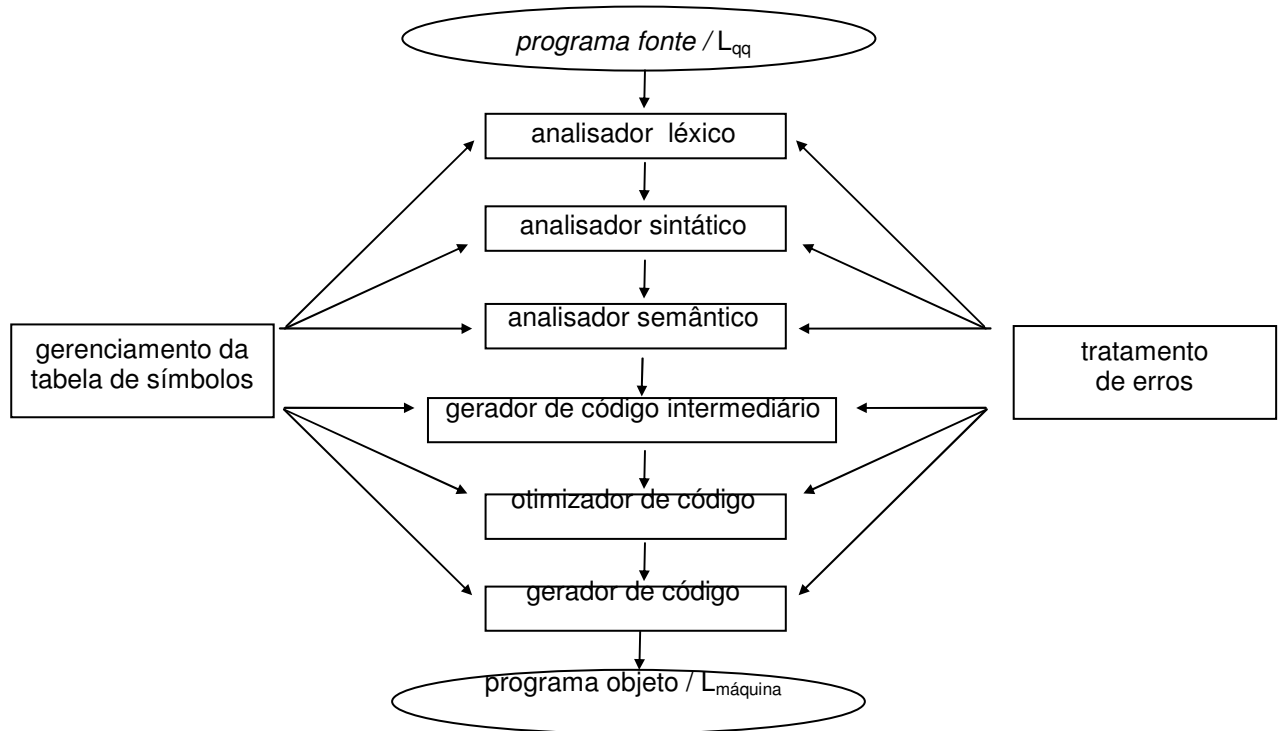 programa fonte / Lqq
analisador léxico
analisador sintático
analisador semântico
gerenciamento da
tabela de símbolos
tratamento
de erros
gerador de código intermediário
otimizador de código
gerador de código
programa objeto / Lmáquina